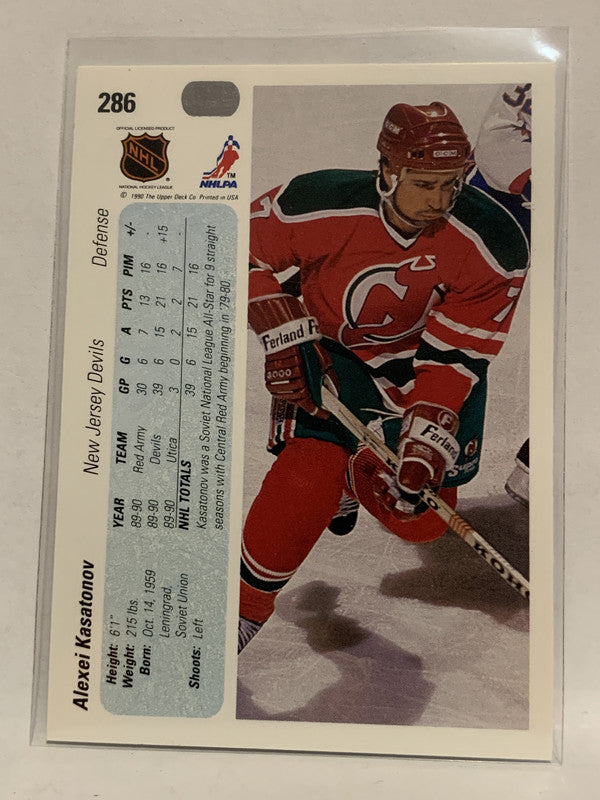 286
OFFICIAL LICENSED PRODUCT
NHL
NATIONAL HOCKEY LEAGUE
TM
NHLPA
© 1990 The Upper Deck Co. Printed in USA
Alexei Kasatonov New Jersey Devils Defense
Height: 6'1"
Weight: 215 lbs.
Born: Oct. 14, 1959
Leningrad,
Soviet Union
Shoots: Left
YEAR TEAM GP G A PTS PIM +/-
89-90 Red Army 30 6 7 13 16 -
89-90 Devils 39 6 15 21 16 +15
89-90 Utica 3 0 2 2 7 -
NHL TOTALS 39 6 15 21 16
Kasatonov was a Soviet National League All-Star for 9 straight
seasons with Central Red Army beginning in '79-80.
CCM
7
Ferland
3000
Ferland
KOHO